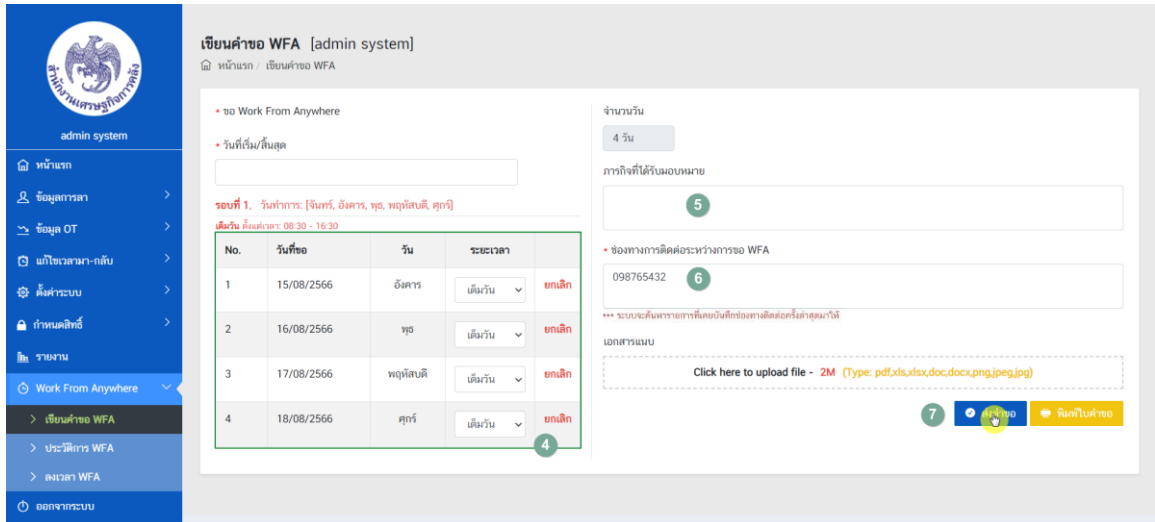 สำนักงานเศรษฐกิจการคลัง
admin system
หน้าแรก
ข้อมูลการลา
ข้อมูล OT
แก้ไขเวลามา-กลับ
ตั้งค่าระบบ
กำหนดสิทธิ์
รายงาน
Work From Anywhere
เขียนคำขอ WFA
ประวัติการ WFA
ลงเวลา WFA
ออกจากระบบ
เขียนคำขอ WFA [admin system]
หน้าแรก / เขียนคำขอ WFA
* ขอ Work From Anywhere
* วันที่เริ่ม/สิ้นสุด
รอบที่ 1, วันทำการ: [จันทร์, อังคาร, พุธ, พฤหัสบดี, ศุกร์]
เต็มวัน ตั้งแต่เวลา: 08:30 - 16:30
No. วันที่ขอ วัน ระยะเวลา
1 15/08/2566 อังคาร เต็มวัน ยกเลิก
2 16/08/2566 พุธ เต็มวัน ยกเลิก
3 17/08/2566 พฤหัสบดี เต็มวัน ยกเลิก
4 18/08/2566 ศุกร์ เต็มวัน ยกเลิก
4
จำนวนวัน
4 วัน
ภารกิจที่ได้รับมอบหมาย
5
* ช่องทางการติดต่อระหว่างการขอ WFA
098765432 6
*** ระบบจะค้นหารายการที่เคยบันทึกช่องทางติดต่อครั้งล่าสุดมาให้
เอกสารแนบ
Click here to upload file - 2M (Type: pdf,xls,xlsx,doc,docx,png,jpeg,jpg)
7 พิมพ์ใบคำขอ